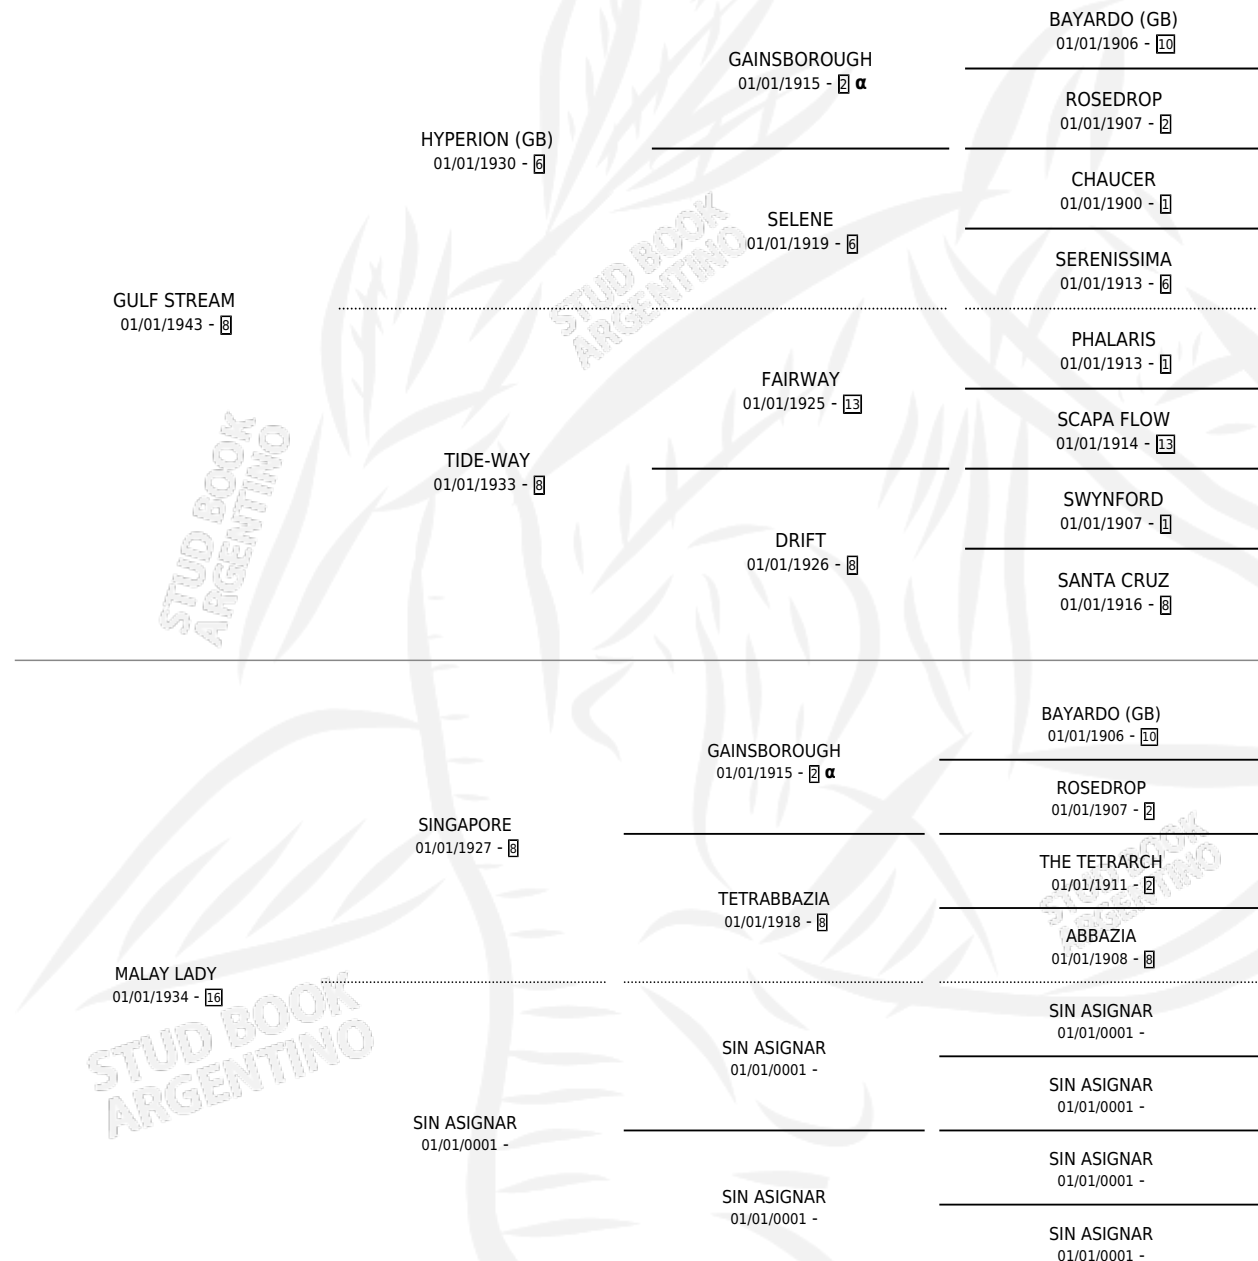 BAYARDO (GB)
01/01/1906 - 10
GAINSBOROUGH
01/01/1915 - 2 α
ROSEDROP
01/01/1907 - 2
HYPERION (GB)
01/01/1930 - 6
CHAUCER
01/01/1900 - 1
SELENE
01/01/1919 - 6
SERENISSIMA
01/01/1913 - 6
GULF STREAM
01/01/1943 - 8
PHALARIS
01/01/1913 - 1
FAIRWAY
01/01/1925 - 13
SCAPA FLOW
01/01/1914 - 13
TIDE-WAY
01/01/1933 - 8
SWYNFORD
01/01/1907 - 1
DRIFT
01/01/1926 - 8
SANTA CRUZ
01/01/1916 - 8
STUD BOOK
ARGENTINO
STUD BOOK
ARGENTINO
BAYARDO (GB)
01/01/1906 - 10
GAINSBOROUGH
01/01/1915 - 2 α
ROSEDROP
01/01/1907 - 2
SINGAPORE
01/01/1927 - 8
THE TETRARCH
01/01/1911 - 2
TETRABBAZIA
01/01/1918 - 8
ABBAZIA
01/01/1908 - 8
STUD BOOK
ARGENTINO
MALAY LADY
01/01/1934 - 16
SIN ASIGNAR
01/01/0001 -
SIN ASIGNAR
01/01/0001 -
SIN ASIGNAR
01/01/0001 -
SIN ASIGNAR
01/01/0001 -
SIN ASIGNAR
01/01/0001 -
SIN ASIGNAR
01/01/0001 -
SIN ASIGNAR
01/01/0001 -
STUD BOOK
ARGENTINO